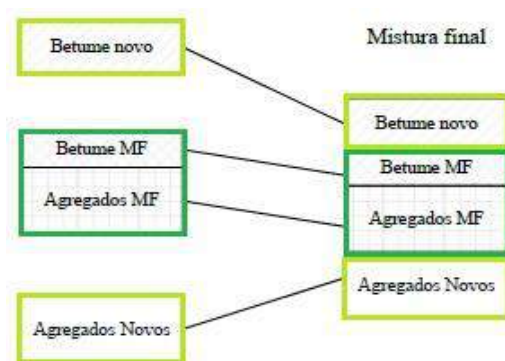 Betume novo
Betume MF
Agregados MF
Agregados Novos
Mistura final
Betume novo
Betume MF
Agregados MF
Agregados Novos